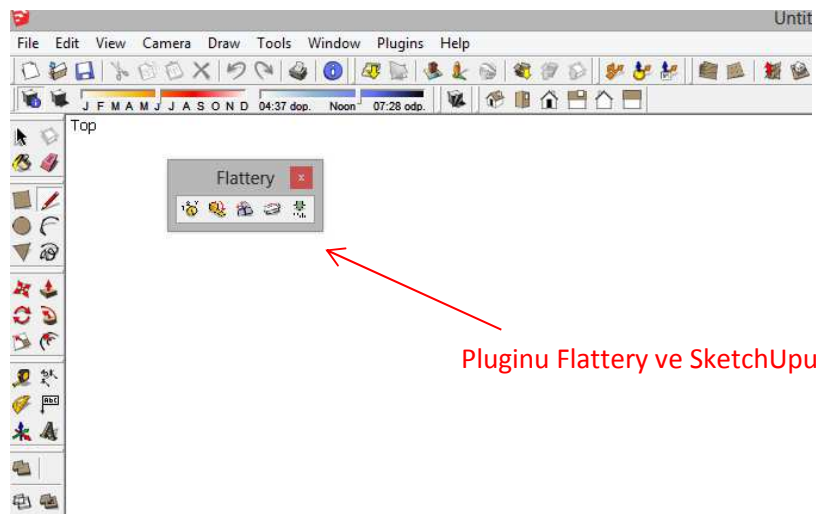 Untit
File Edit View Camera Draw Tools Window Plugins Help
J F M A M J J A S O N D 04:37 dop. Noon 07:28 odp.
Top
Flattery
Pluginu Flattery ve SketchUpu